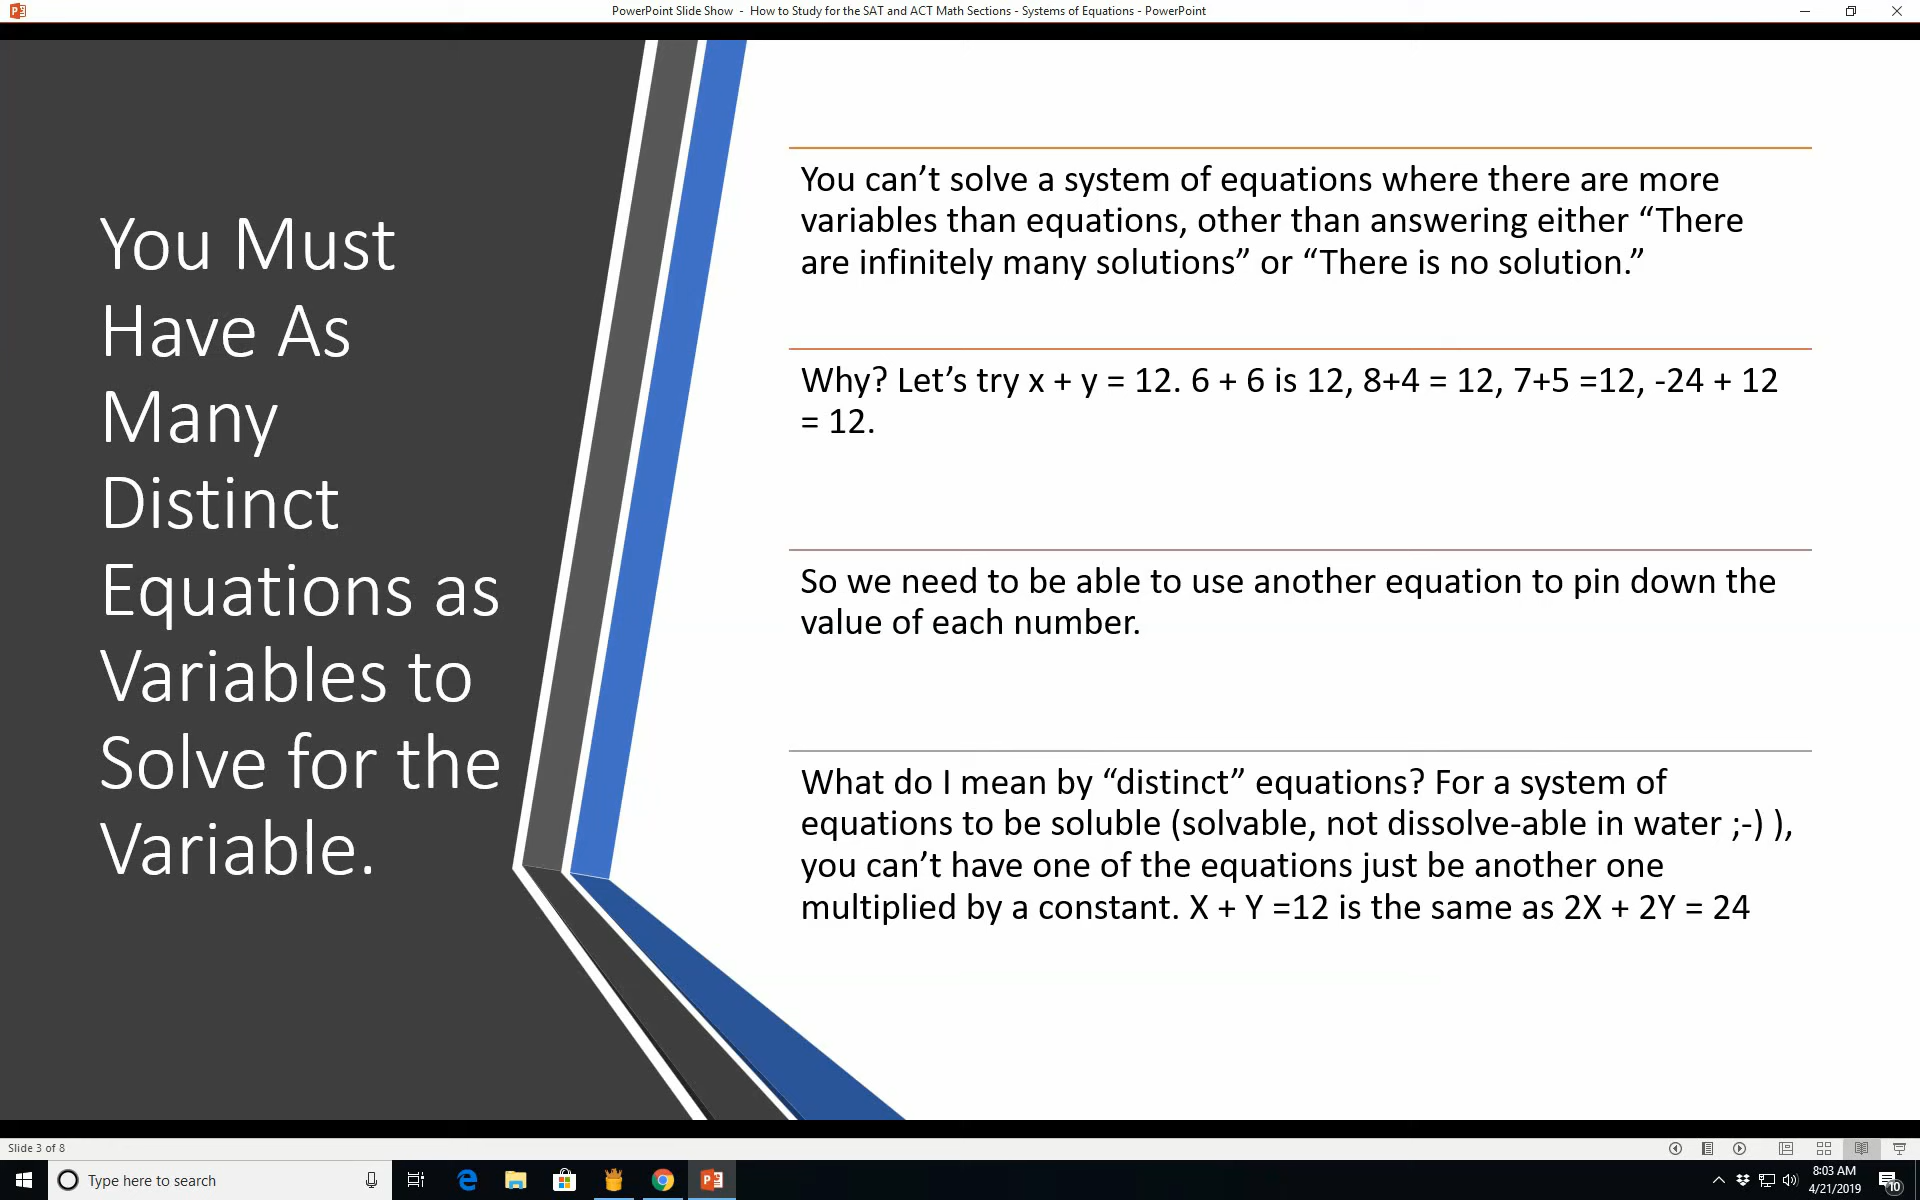 PowerPoint Slide Show - How to Study for the SAT and ACT Math Sections - Systems of Equations - PowerPoint
You Must
Have As
Many
Distinct
Equations as
Variables to
Solve for the
Variable.
You can’t solve a system of equations where there are more
variables than equations, other than answering either “There
are infinitely many solutions” or “There is no solution.”
Why? Let’s try x + y = 12. 6 + 6 is 12, 8+4 = 12, 7+5 =12, -24 + 12
= 12.
So we need to be able to use another equation to pin down the
value of each number.
What do I mean by “distinct” equations? For a system of
equations to be soluble (solvable, not dissolve-able in water ;-) ),
you can’t have one of the equations just be another one
multiplied by a constant. X + Y =12 is the same as 2X + 2Y = 24
Slide 3 of 8
Type here to search
8:03 AM
4/21/2019
10